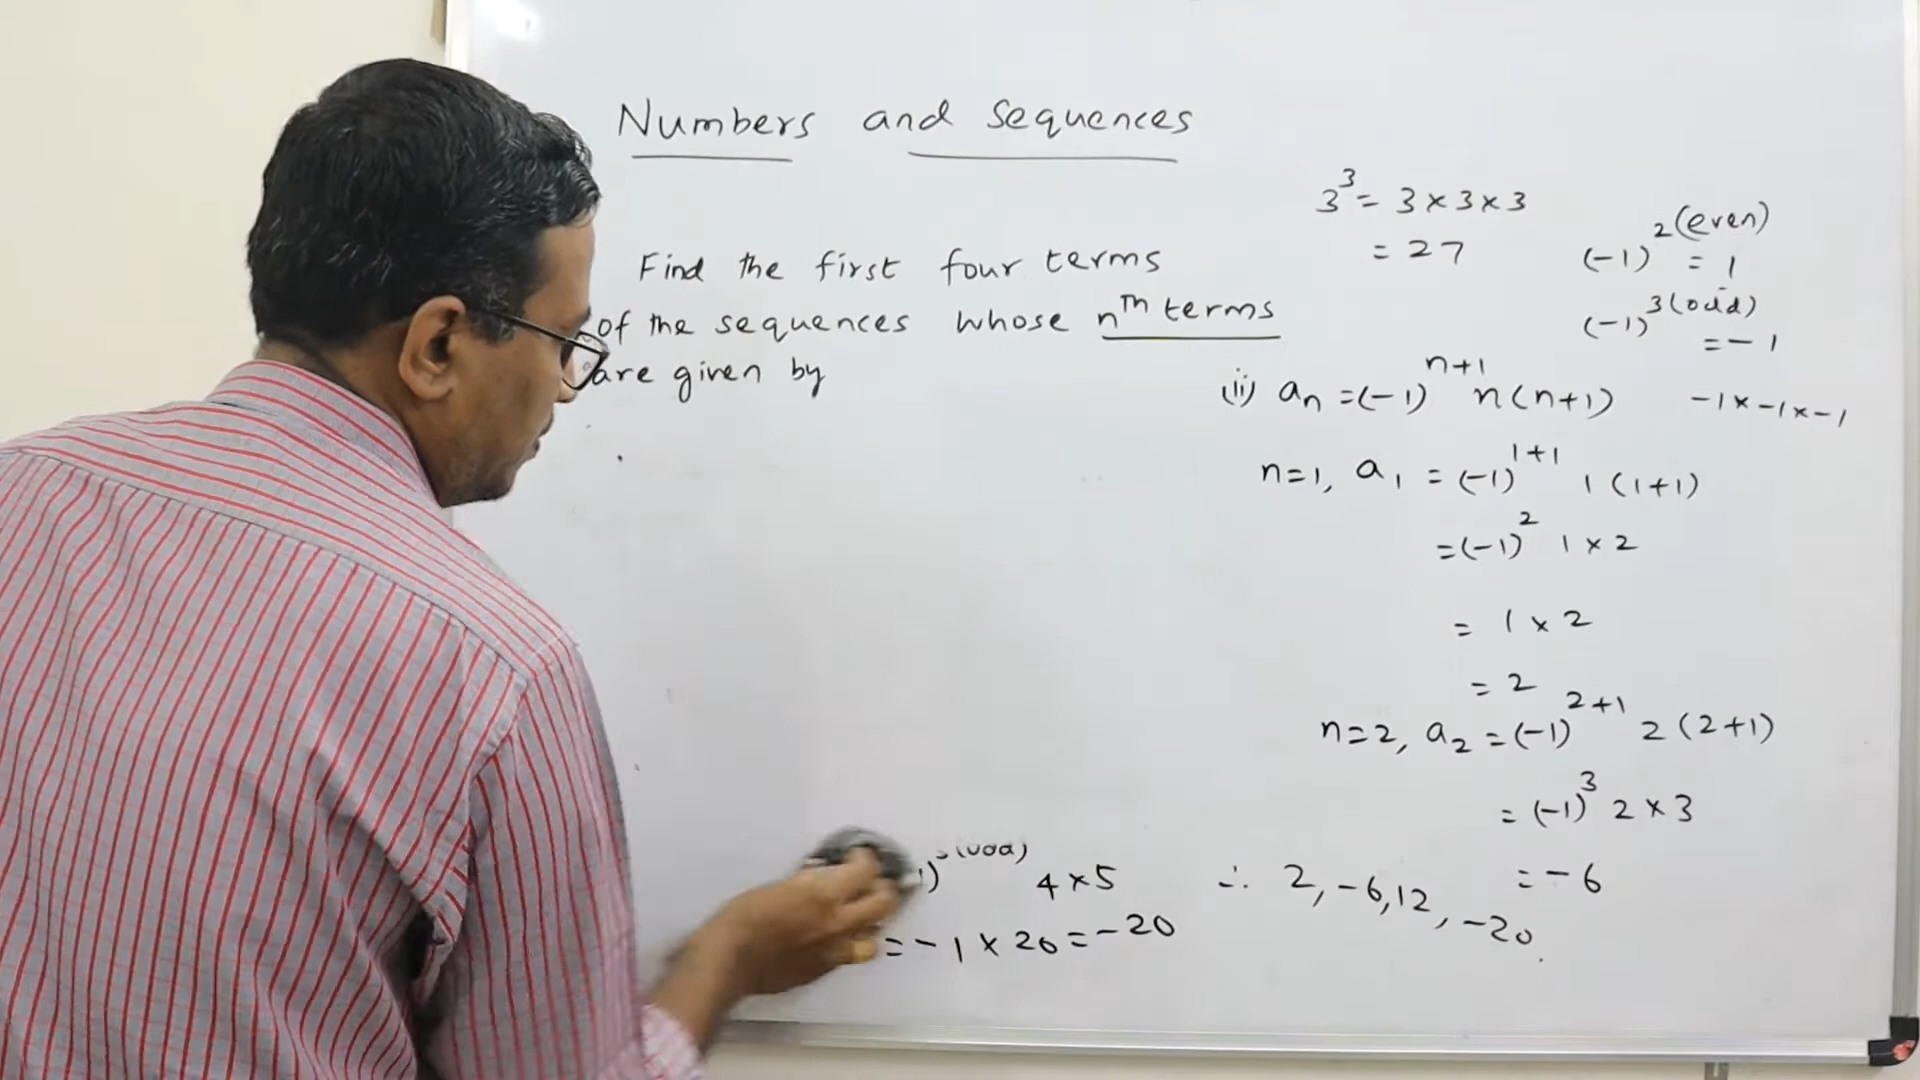 Numbers and Sequences
Find the first four terms
of the sequences whose nᵗʰ terms
are given by
3³ = 3 × 3 × 3
= 27
(-1)² (even) = 1
(-1)³ (odd) = -1
-1 × -1 × -1
(ii) aₙ = (-1)ⁿ⁺¹ n(n+1)
n=1, a₁ = (-1)¹⁺¹ 1(1+1)
= (-1)² 1 × 2
= 1 × 2
= 2
n=2, a₂ = (-1)²⁺¹ 2(2+1)
= (-1)³ 2 × 3
= -6
4 × 5
= -1 × 20 = -20
∴ 2, -6, 12, -20.